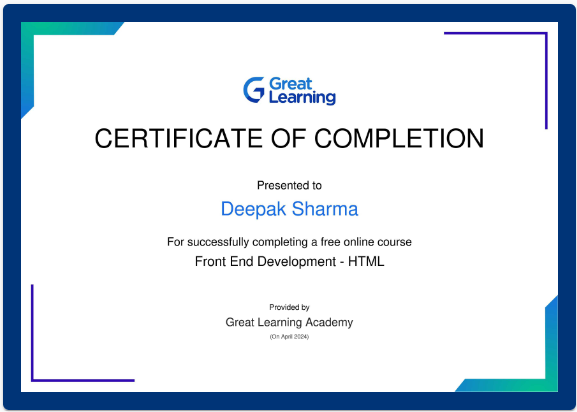 Great
Learning
CERTIFICATE OF COMPLETION
Presented to
Deepak Sharma
For successfully completing a free online course
Front End Development - HTML
Provided by
Great Learning Academy
(On April 2024)